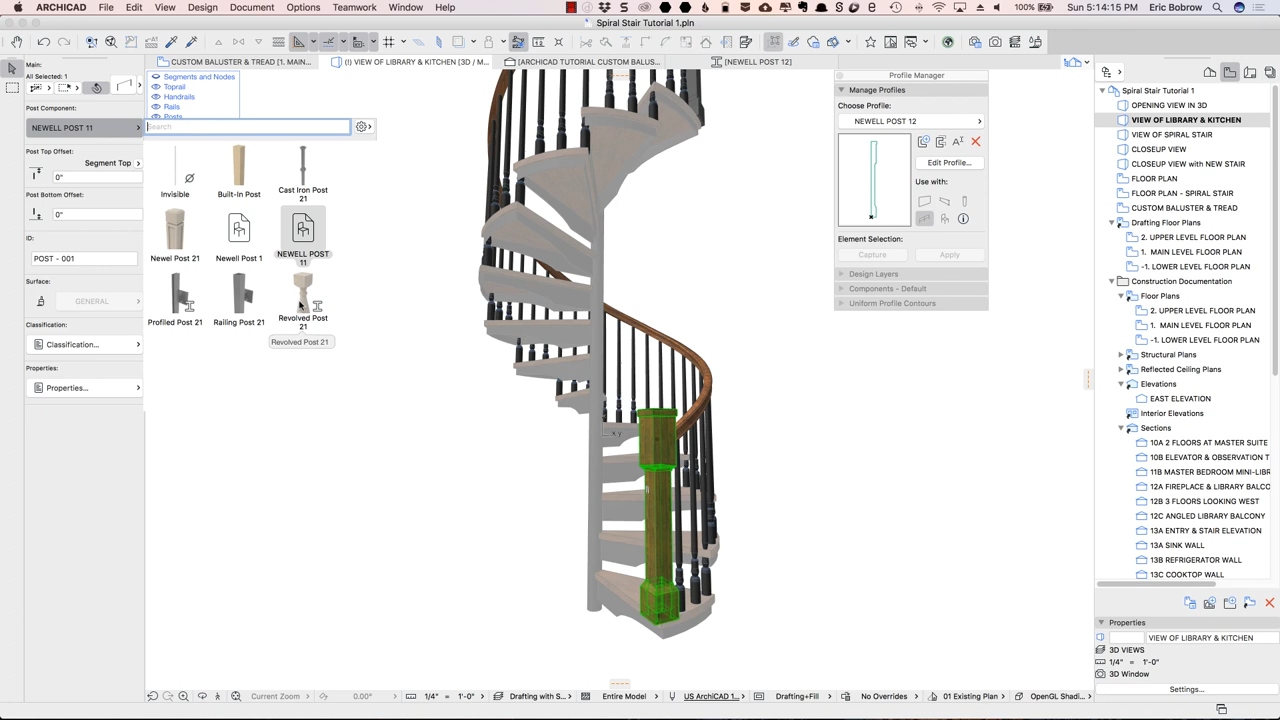 ARCHICAD File Edit View Design Document Options Teamwork Window Help
100% Sun 5:14:15 PM Eric Bobrow
Spiral Stair Tutorial 1.pln
CUSTOM BALUSTER & TREAD [1. MAIN...
(!) VIEW OF LIBRARY & KITCHEN [3D / M...
[ARCHICAD TUTORIAL CUSTOM BALUS...
[NEWELL POST 12]
Main:
All Selected: 1
Post Component:
NEWELL POST 11
Post Top Offset:
Segment Top
0"
Post Bottom Offset:
0"
ID:
POST - 001
Surface:
GENERAL
Classification:
Classification...
Properties:
Properties...
Segments and Nodes
Toprail
Handrails
Rails
Posts
Search
Invisible
Built-In Post
Cast Iron Post
21
Newel Post 21
Newell Post 1
NEWELL POST
11
Profiled Post 21
Railing Post 21
Revolved Post
21
Revolved Post 21
Profile Manager
Manage Profiles
Choose Profile:
NEWELL POST 12
Edit Profile...
Use with:
Element Selection:
Capture
Apply
Design Layers
Components - Default
Uniform Profile Contours
Spiral Stair Tutorial 1
OPENING VIEW IN 3D
VIEW OF LIBRARY & KITCHEN
VIEW OF SPIRAL STAIR
CLOSEUP VIEW
CLOSEUP VIEW with NEW STAIR
FLOOR PLAN
FLOOR PLAN - SPIRAL STAIR
CUSTOM BALUSTER & TREAD
Drafting Floor Plans
2. UPPER LEVEL FLOOR PLAN
1. MAIN LEVEL FLOOR PLAN
-1. LOWER LEVEL FLOOR PLAN
Construction Documentation
Floor Plans
2. UPPER LEVEL FLOOR PLAN
1. MAIN LEVEL FLOOR PLAN
-1. LOWER LEVEL FLOOR PLAN
Structural Plans
Reflected Ceiling Plans
Elevations
EAST ELEVATION
Interior Elevations
Sections
10A 2 FLOORS AT MASTER SUITE
10B ELEVATOR & OBSERVATION T
11B MASTER BEDROOM MINI-LIBR
12A FIREPLACE & LIBRARY BALCO
12B 3 FLOORS LOOKING WEST
12C ANGLED LIBRARY BALCONY
13A ENTRY & STAIR ELEVATION
13A SINK WALL
13B REFRIGERATOR WALL
13C COOKTOP WALL
Properties
VIEW OF LIBRARY & KITCHEN
3D VIEWS
1/4" = 1'-0"
3D Window
Settings...
Current Zoom
0.00°
1/4" = 1'-0"
Drafting with S...
Entire Model
US ArchiCAD 1...
Drafting+Fill
No Overrides
01 Existing Plan
OpenGL Shadi...